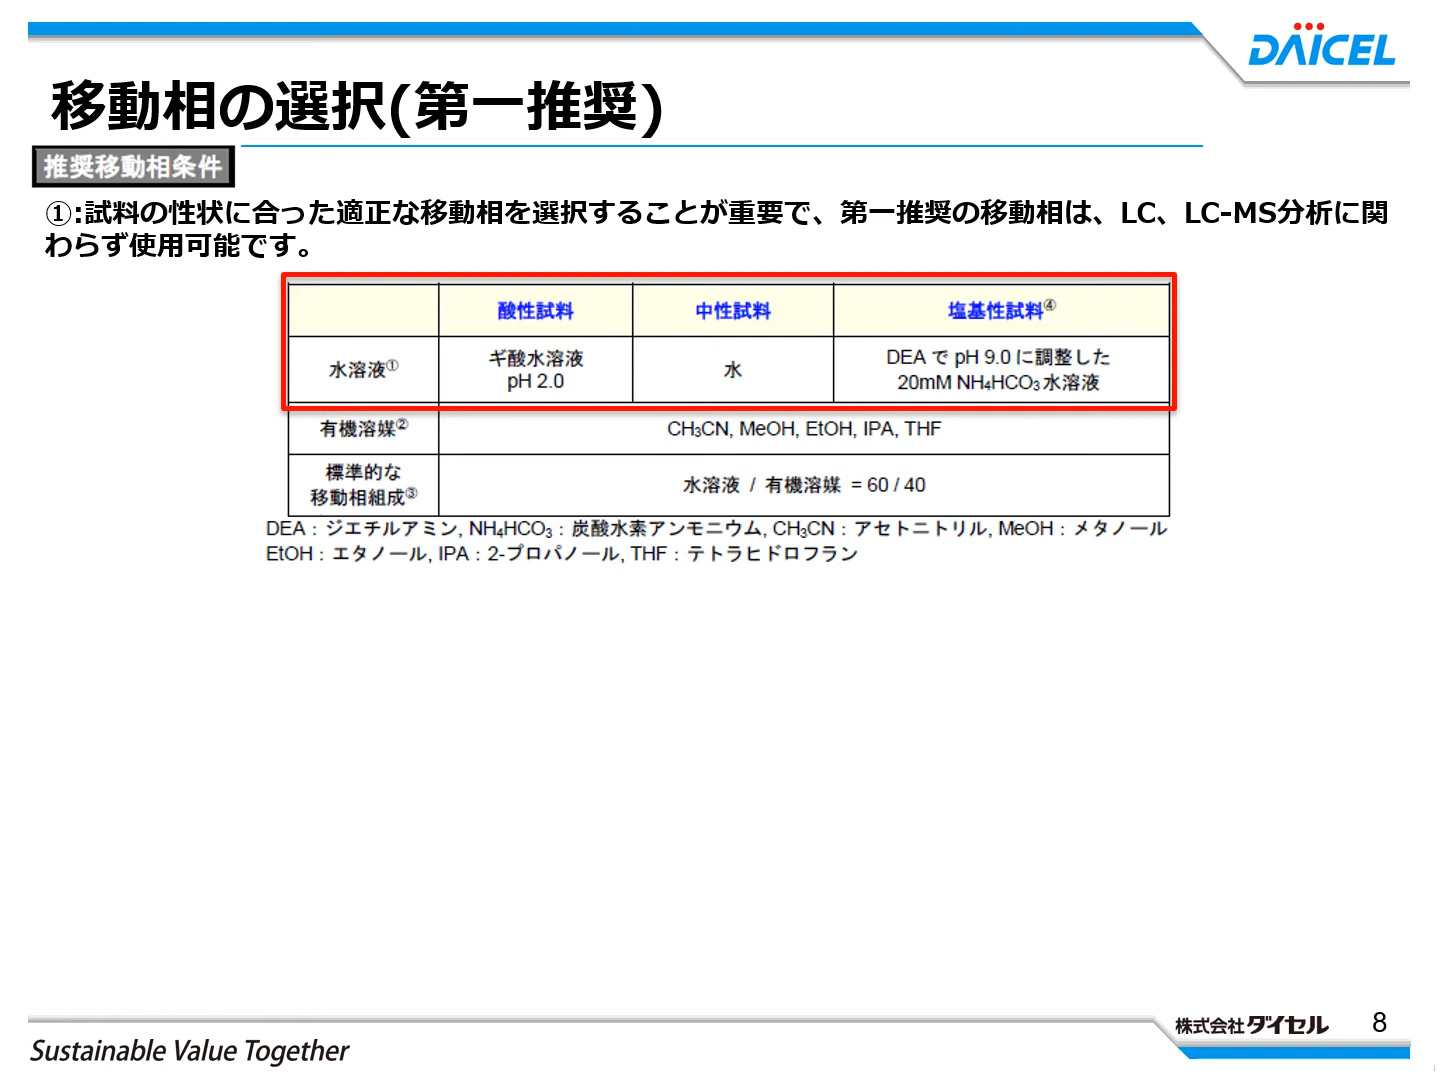 DAICEL
移動相の選択(第一推奨)
推奨移動相条件
①:試料の性状に合った適正な移動相を選択することが重要で、第一推奨の移動相は、LC、LC-MS分析に関
わらず使用可能です。
酸性試料 中性試料 塩基性試料④
水溶液① ギ酸水溶液 pH 2.0 水 DEA で pH 9.0 に調整した 20mM NH₄HCO₃ 水溶液
有機溶媒② CH₃CN, MeOH, EtOH, IPA, THF
標準的な 移動相組成③ 水溶液 / 有機溶媒 = 60 / 40
DEA：ジエチルアミン, NH₄HCO₃：炭酸水素アンモニウム, CH₃CN：アセトニトリル, MeOH：メタノール
EtOH：エタノール, IPA：2-プロパノール, THF：テトラヒドロフラン
株式会社ダイセル 8
Sustainable Value Together